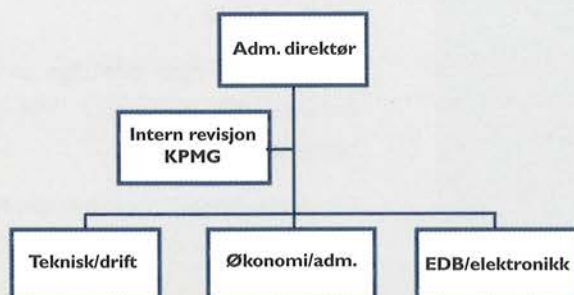 Adm. direktør
Intern revisjon
KPMG
Teknisk/drift
Økonomi/adm.
EDB/elektronikk